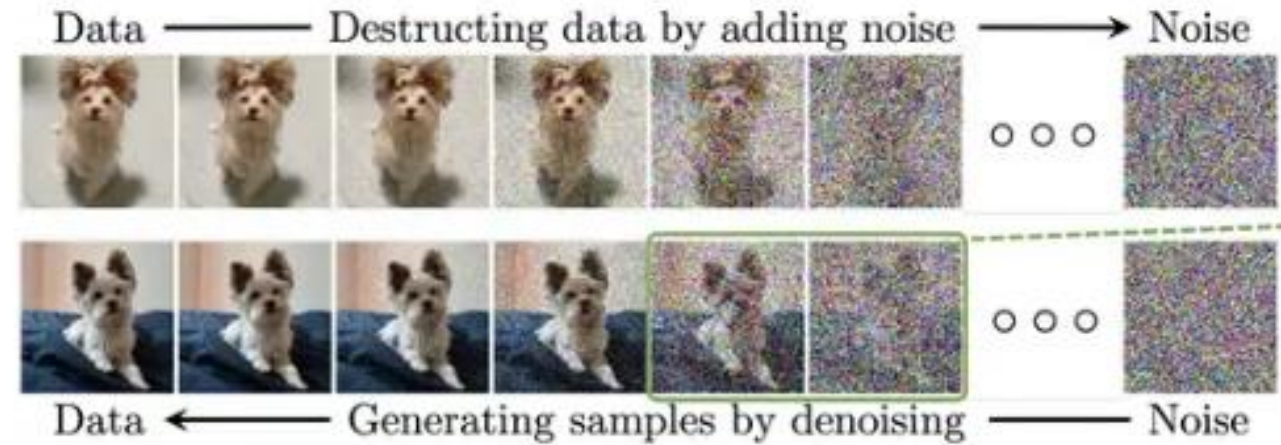 Data Destructing data by adding noise Noise
Data Generating samples by denoising Noise